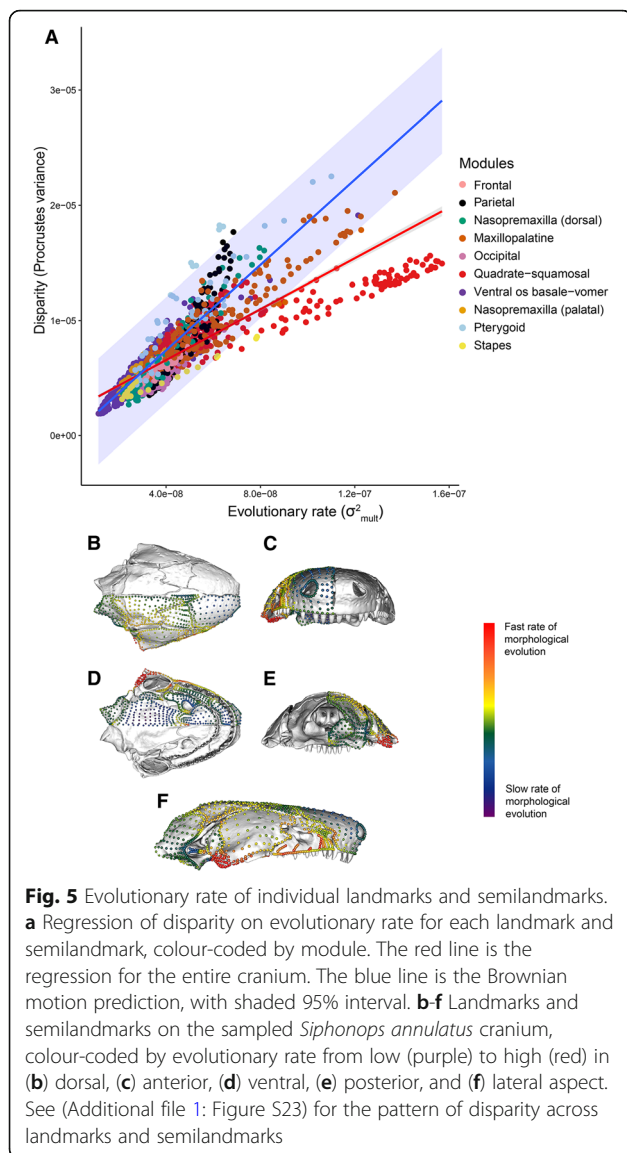 A
3e-05
2e-05
1e-05
0e+00
Disparity (Procrustes variance)
4.0e-08
8.0e-08
1.2e-07
1.6e-07
Evolutionary rate (σ²mult)
Modules
Frontal
Parietal
Nasopremaxilla (dorsal)
Maxillopalatine
Occipital
Quadrate-squamosal
Ventral os basale-vomer
Nasopremaxilla (palatal)
Pterygoid
Stapes
B
C
D
E
F
Fast rate of
morphological
evolution
Slow rate of
morphological
evolution
Fig. 5 Evolutionary rate of individual landmarks and semilandmarks.
a Regression of disparity on evolutionary rate for each landmark and
semilandmark, colour-coded by module. The red line is the
regression for the entire cranium. The blue line is the Brownian
motion prediction, with shaded 95% interval. b-f Landmarks and
semilandmarks on the sampled Siphonops annulatus cranium,
colour-coded by evolutionary rate from low (purple) to high (red) in
(b) dorsal, (c) anterior, (d) ventral, (e) posterior, and (f) lateral aspect.
See (Additional file 1: Figure S23) for the pattern of disparity across
landmarks and semilandmarks